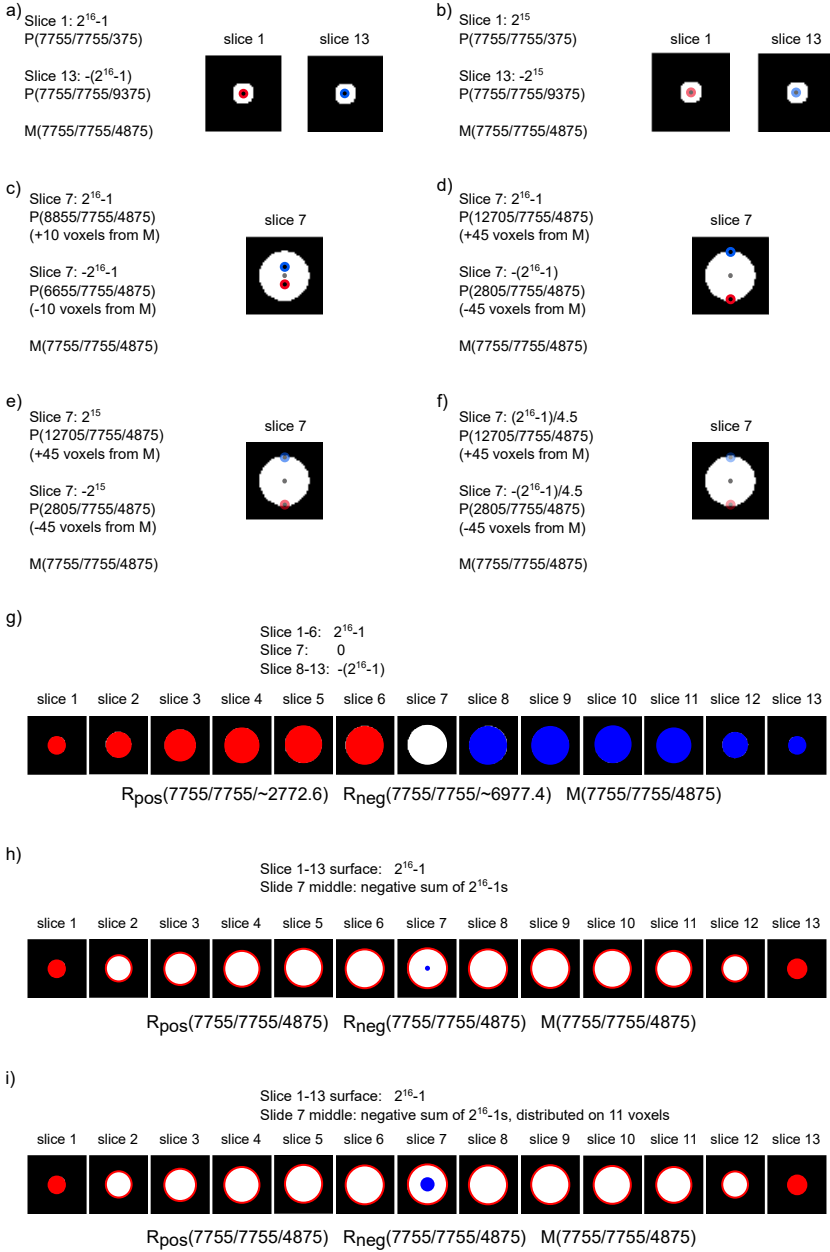 a)
Slice 1: 2¹⁶-1
P(7755/7755/375)
Slice 13: -(2¹⁶-1)
P(7755/7755/9375)
M(7755/7755/4875)
slice 1 slice 13
b)
Slice 1: 2¹⁵
P(7755/7755/375)
Slice 13: -2¹⁵
P(7755/7755/9375)
M(7755/7755/4875)
slice 1 slice 13
c)
Slice 7: 2¹⁶-1
P(8855/7755/4875)
(+10 voxels from M)
Slice 7: -2¹⁶-1
P(6655/7755/4875)
(-10 voxels from M)
M(7755/7755/4875)
slice 7
d)
Slice 7: 2¹⁶-1
P(12705/7755/4875)
(+45 voxels from M)
Slice 7: -(2¹⁶-1)
P(2805/7755/4875)
(-45 voxels from M)
M(7755/7755/4875)
slice 7
e)
Slice 7: 2¹⁵
P(12705/7755/4875)
(+45 voxels from M)
Slice 7: -2¹⁵
P(2805/7755/4875)
(-45 voxels from M)
M(7755/7755/4875)
slice 7
f)
Slice 7: (2¹⁶-1)/4.5
P(12705/7755/4875)
(+45 voxels from M)
Slice 7: -(2¹⁶-1)/4.5
P(2805/7755/4875)
(-45 voxels from M)
M(7755/7755/4875)
slice 7
g)
Slice 1-6: 2¹⁶-1
Slice 7: 0
Slice 8-13: -(2¹⁶-1)
slice 1 slice 2 slice 3 slice 4 slice 5 slice 6 slice 7 slice 8 slice 9 slice 10 slice 11 slice 12 slice 13
Rpos(7755/7755/~2772.6) Rneg(7755/7755/~6977.4) M(7755/7755/4875)
h)
Slice 1-13 surface: 2¹⁶-1
Slide 7 middle: negative sum of 2¹⁶-1s
slice 1 slice 2 slice 3 slice 4 slice 5 slice 6 slice 7 slice 8 slice 9 slice 10 slice 11 slice 12 slice 13
Rpos(7755/7755/4875) Rneg(7755/7755/4875) M(7755/7755/4875)
i)
Slice 1-13 surface: 2¹⁶-1
Slide 7 middle: negative sum of 2¹⁶-1s, distributed on 11 voxels
slice 1 slice 2 slice 3 slice 4 slice 5 slice 6 slice 7 slice 8 slice 9 slice 10 slice 11 slice 12 slice 13
Rpos(7755/7755/4875) Rneg(7755/7755/4875) M(7755/7755/4875)